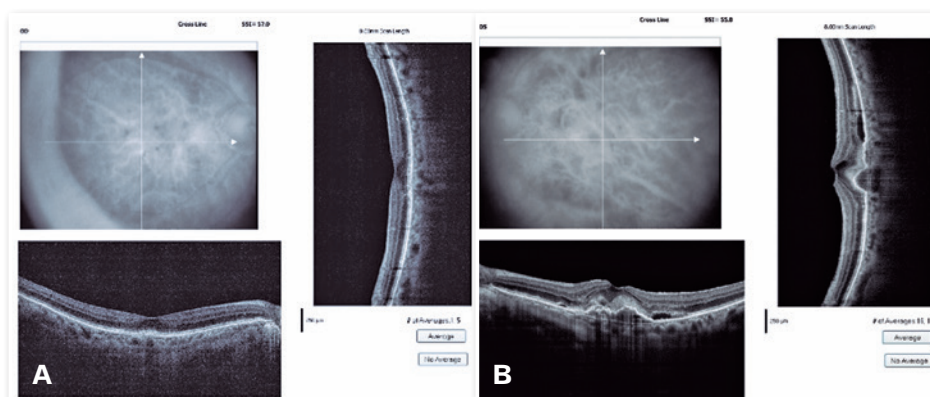 Cross Line SSI = 57.0
OD
6.00mm Scan Length
250 μm
# of Averages 1, 5
Average
No Average
A
Cross Line SSI = 55.8
OS
6.00mm Scan Length
250 μm
# of Averages 16,
Average
No Average
B